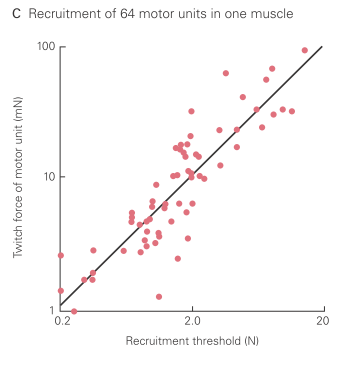 C Recruitment of 64 motor units in one muscle
100
Twitch force of motor unit (mN)
10
1
0.2
2.0
20
Recruitment threshold (N)